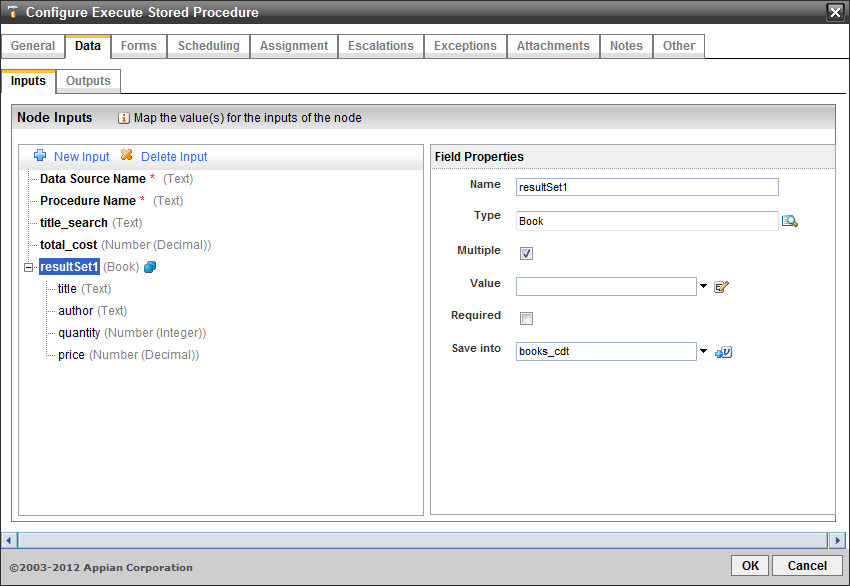 Configure Execute Stored Procedure
General Data Forms Scheduling Assignment Escalations Exceptions Attachments Notes Other
Inputs Outputs
Node Inputs Map the value(s) for the inputs of the node
New Input Delete Input
Data Source Name * (Text)
Procedure Name * (Text)
title_search (Text)
total_cost (Number (Decimal))
resultSet1 (Book)
title (Text)
author (Text)
quantity (Number (Integer))
price (Number (Decimal))
Field Properties
Name resultSet1
Type Book
Multiple
Value
Required
Save into books_cdt
©2003-2012 Appian Corporation
OK Cancel